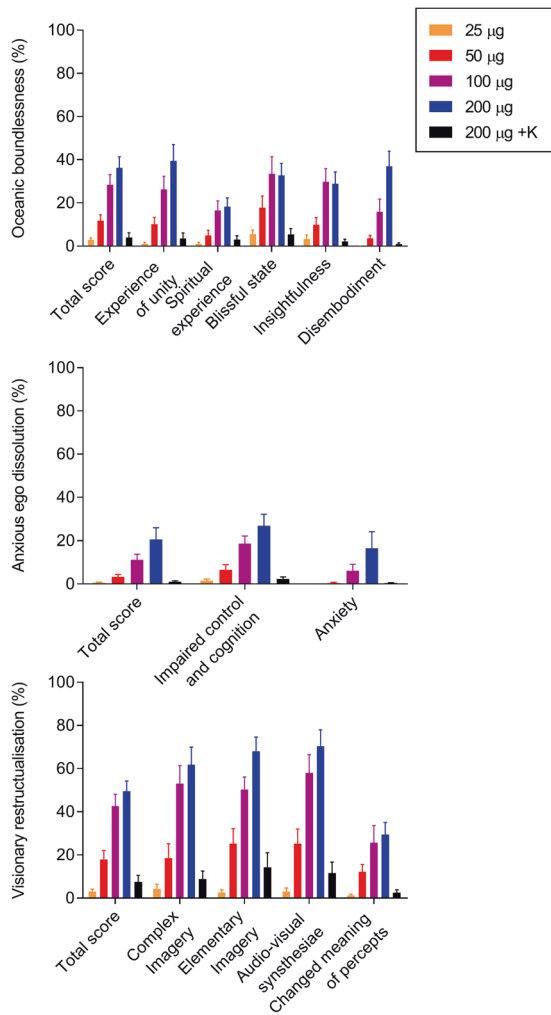 25 µg
50 µg
100 µg
200 µg
200 µg +K
Oceanic boundlessness (%)
100
80
60
40
20
0
Total score
Experience
of unity
Spiritual
experience
Blissful state
Insightfulness
Disembodiment
Anxious ego dissolution (%)
100
80
60
40
20
0
Total score
Impaired control
and cognition
Anxiety
Visionary restructualisation (%)
100
80
60
40
20
0
Total score
Complex
Imagery
Elementary
Imagery
Audio-visual
synsthesiae
Changed meaning
of percepts